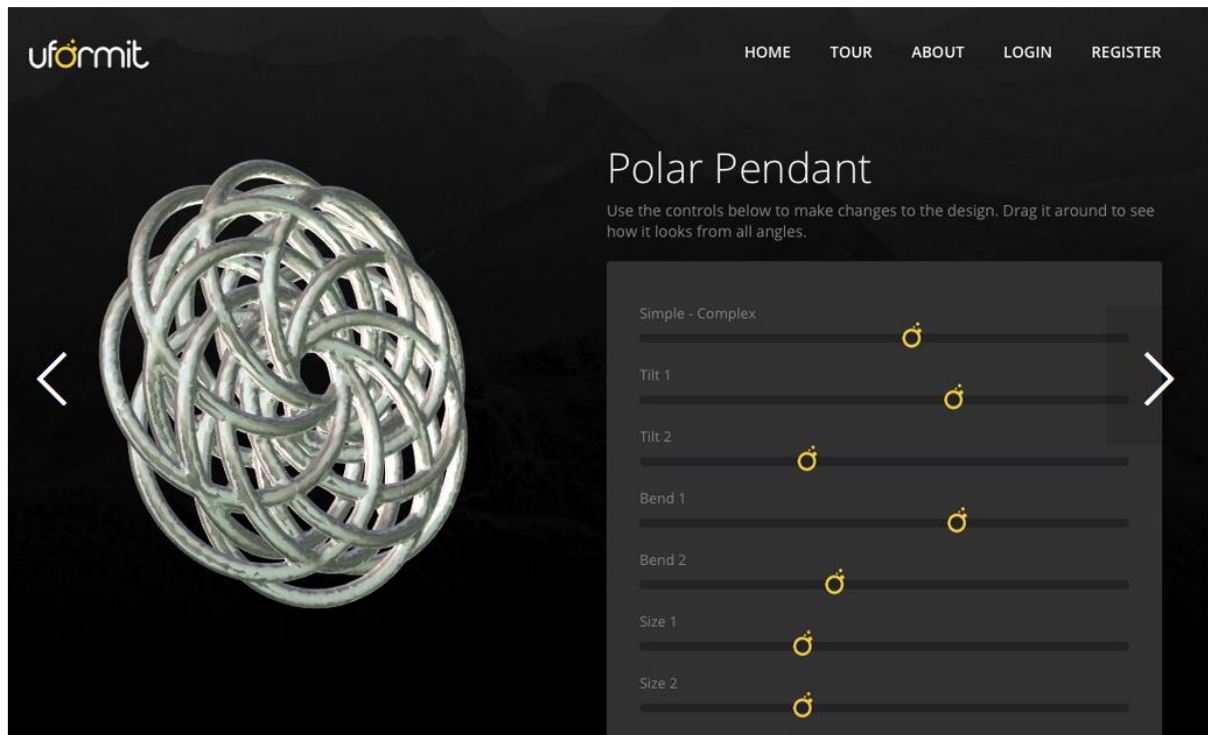 uformit
HOME TOUR ABOUT LOGIN REGISTER
Polar Pendant
Use the controls below to make changes to the design. Drag it around to see
how it looks from all angles.
Simple - Complex
Tilt 1
Tilt 2
Bend 1
Bend 2
Size 1
Size 2